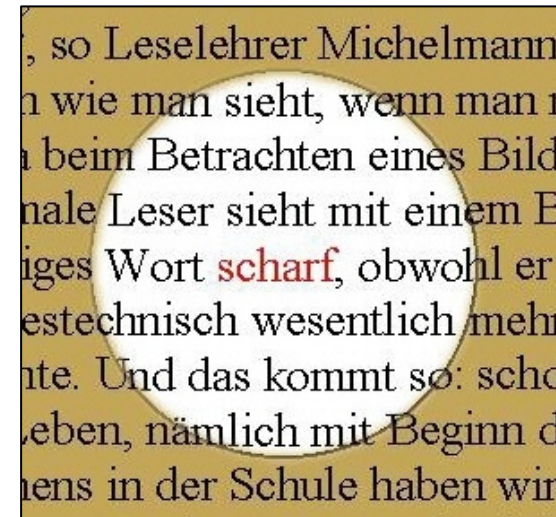 , so Leselehrer Michelmann
wie man sieht, wenn man
beim Betrachten eines Bild
male Leser sieht mit einem
iges Wort scharf, obwohl er
estechnisch wesentlich mehr
nte. Und das kommt so: scho
Leben, nämlich mit Beginn d
nens in der Schule haben wir